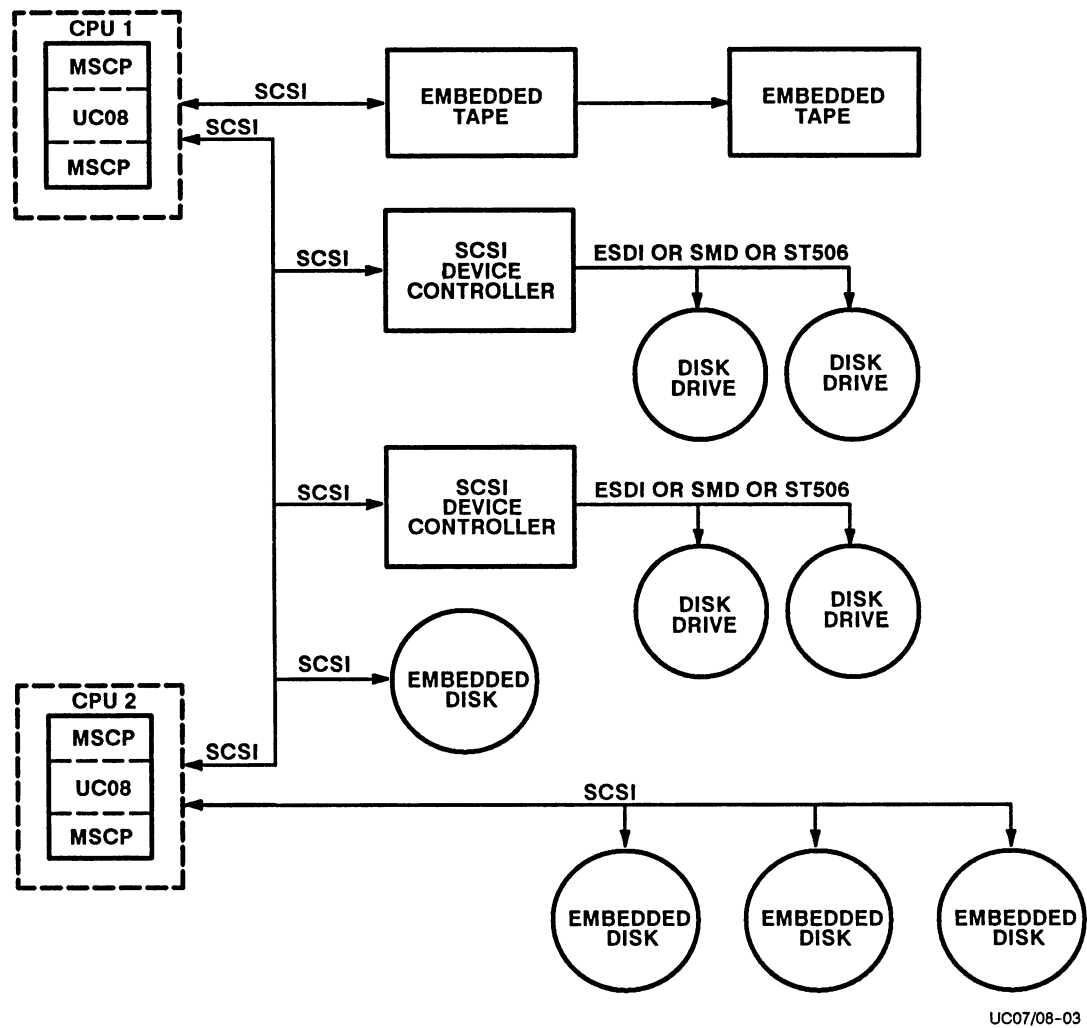 CPU 1
MSCP
UC08
MSCP
SCSI
SCSI
EMBEDDED
TAPE
EMBEDDED
TAPE
SCSI
SCSI
DEVICE
CONTROLLER
ESDI OR SMD OR ST506
DISK
DRIVE
DISK
DRIVE
SCSI
SCSI
DEVICE
CONTROLLER
ESDI OR SMD OR ST506
DISK
DRIVE
DISK
DRIVE
SCSI
EMBEDDED
DISK
CPU 2
MSCP
UC08
MSCP
SCSI
SCSI
EMBEDDED
DISK
EMBEDDED
DISK
EMBEDDED
DISK
UC07/08-03